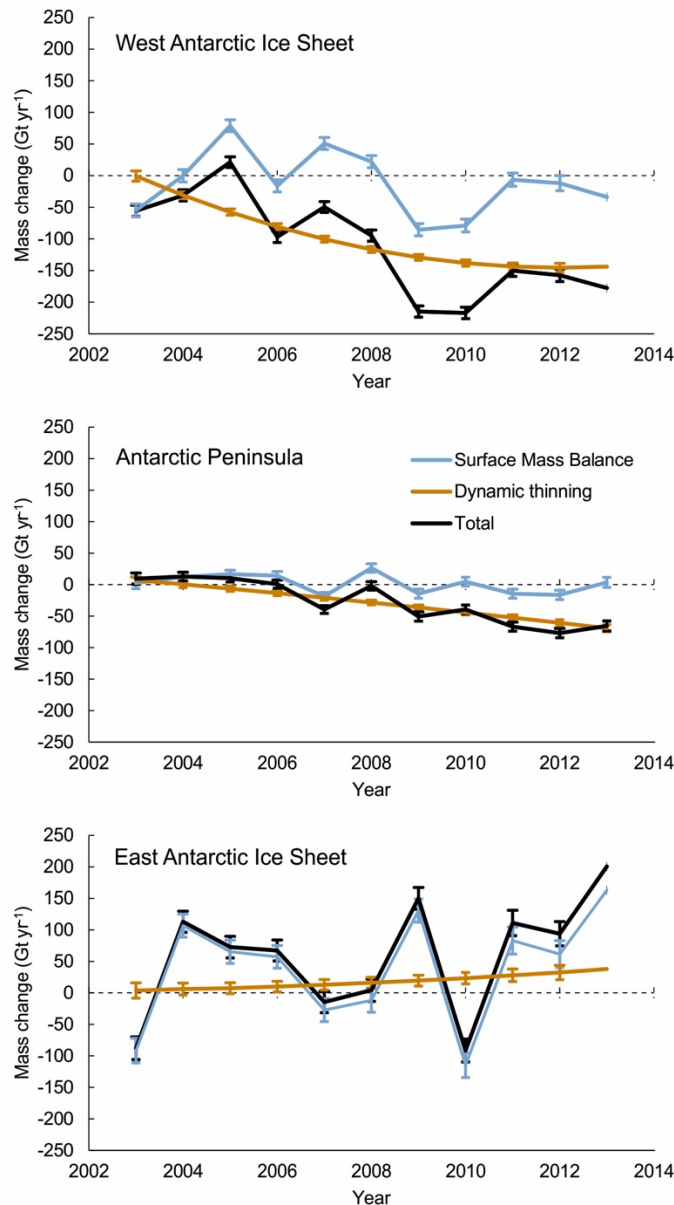 West Antarctic Ice Sheet
Mass change (Gt yr⁻¹)
250
200
150
100
50
0
-50
-100
-150
-200
-250
2002 2004 2006 2008 2010 2012 2014
Year
Antarctic Peninsula
Surface Mass Balance
Dynamic thinning
Total
Mass change (Gt yr⁻¹)
250
200
150
100
50
0
-50
-100
-150
-200
-250
2002 2004 2006 2008 2010 2012 2014
Year
East Antarctic Ice Sheet
Mass change (Gt yr⁻¹)
250
200
150
100
50
0
-50
-100
-150
-200
-250
2002 2004 2006 2008 2010 2012 2014
Year